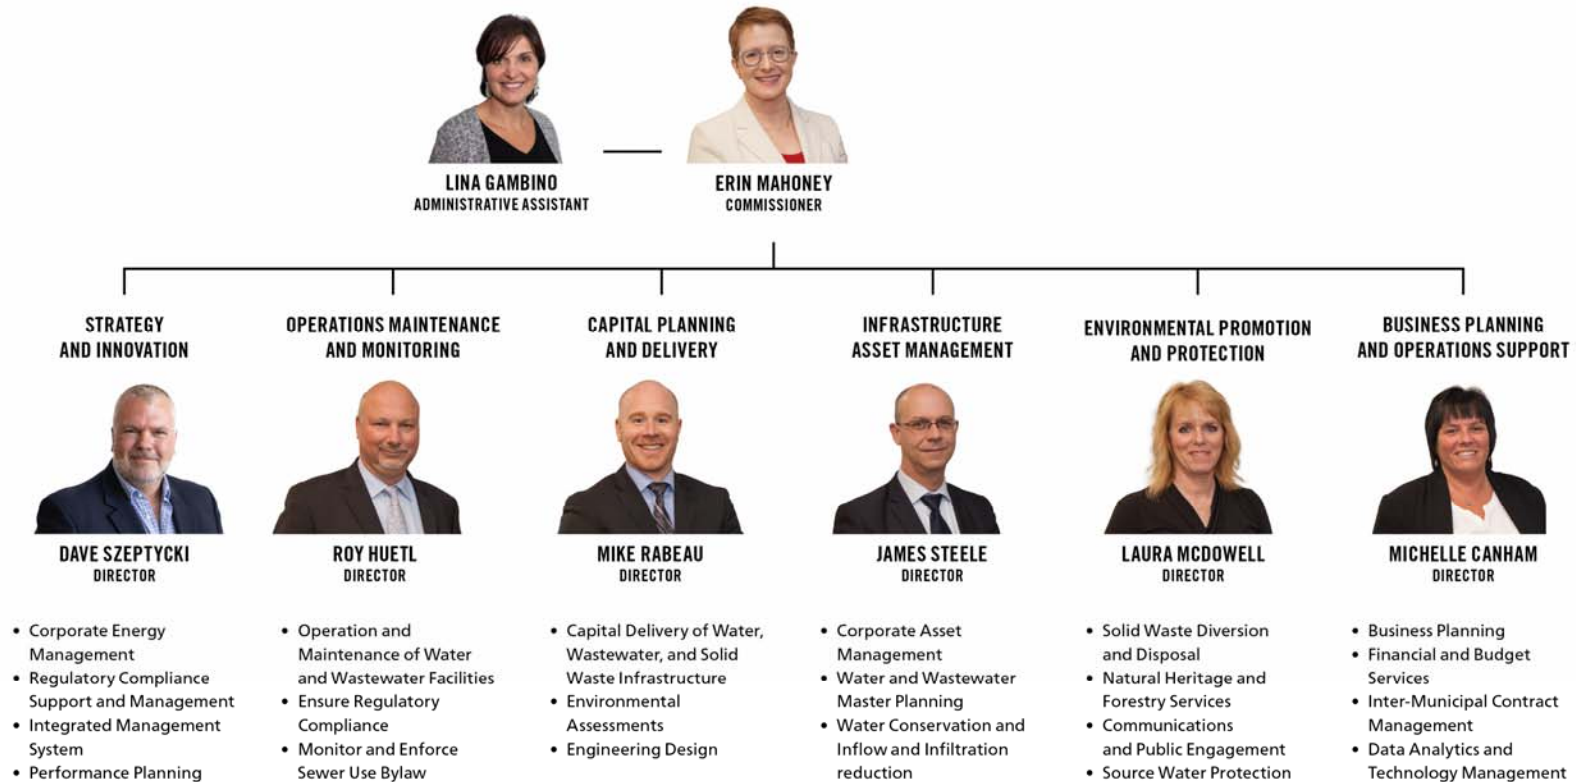 LINA GAMBINO
ADMINISTRATIVE ASSISTANT
ERIN MAHONEY
COMMISSIONER
STRATEGY
AND INNOVATION
DAVE SZEPTYCKI
DIRECTOR
• Corporate Energy
Management
• Regulatory Compliance
Support and Management
• Integrated Management
System
• Performance Planning
OPERATIONS MAINTENANCE
AND MONITORING
ROY HUETL
DIRECTOR
• Operation and
Maintenance of Water
and Wastewater Facilities
• Ensure Regulatory
Compliance
• Monitor and Enforce
Sewer Use Bylaw
CAPITAL PLANNING
AND DELIVERY
MIKE RABEAU
DIRECTOR
• Capital Delivery of Water,
Wastewater, and Solid
Waste Infrastructure
• Environmental
Assessments
• Engineering Design
INFRASTRUCTURE
ASSET MANAGEMENT
JAMES STEELE
DIRECTOR
• Corporate Asset
Management
• Water and Wastewater
Master Planning
• Water Conservation and
Inflow and Infiltration
reduction
ENVIRONMENTAL PROMOTION
AND PROTECTION
LAURA MCDOWELL
DIRECTOR
• Solid Waste Diversion
and Disposal
• Natural Heritage and
Forestry Services
• Communications
and Public Engagement
• Source Water Protection
BUSINESS PLANNING
AND OPERATIONS SUPPORT
MICHELLE CANHAM
DIRECTOR
• Business Planning
• Financial and Budget
Services
• Inter-Municipal Contract
Management
• Data Analytics and
Technology Management